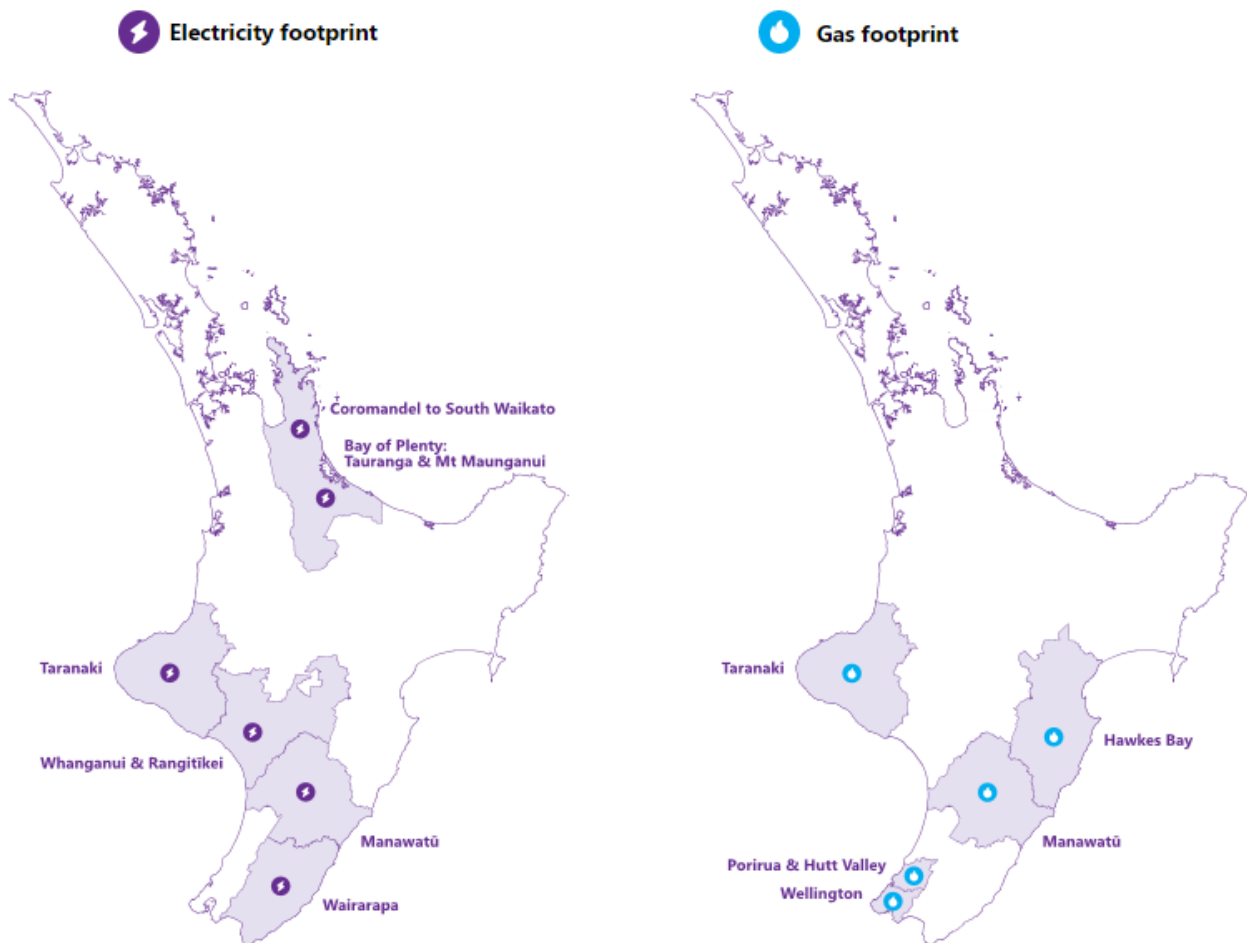 Electricity footprint
Gas footprint
Coromandel to South Waikato
Bay of Plenty:
Tauranga & Mt Maunganui
Taranaki
Whanganui & Rangitīkei
Manawatū
Wairarapa
Taranaki
Hawkes Bay
Manawatū
Porirua & Hutt Valley
Wellington